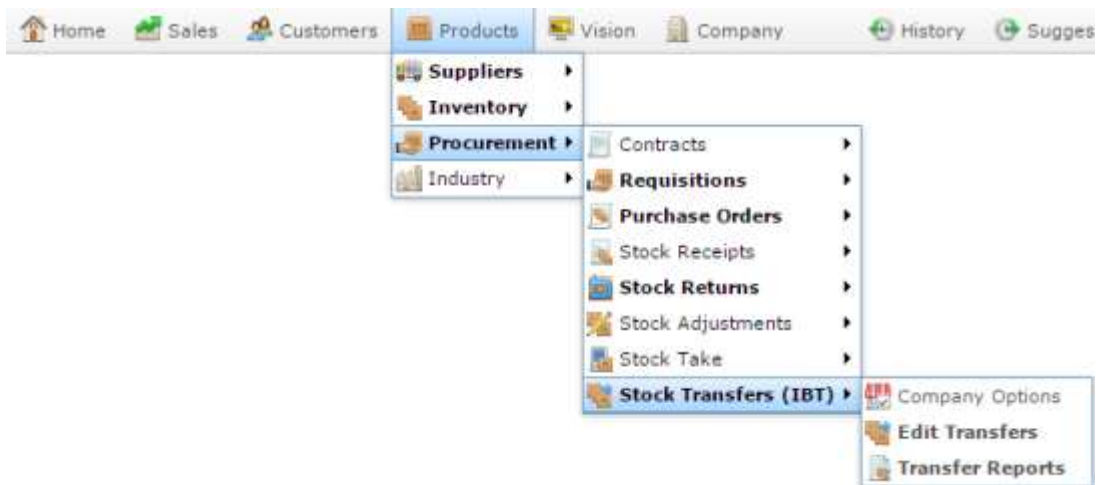 Home Sales Customers Products Vision Company History Sugges
Suppliers
Inventory
Procurement
Industry
Contracts
Requisitions
Purchase Orders
Stock Receipts
Stock Returns
Stock Adjustments
Stock Take
Stock Transfers (IBT)
Company Options
Edit Transfers
Transfer Reports